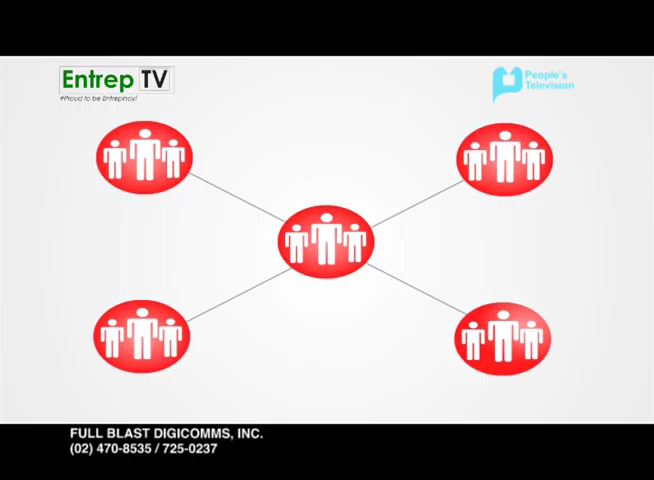 Entrep TV
#Proud to be Entrepinoy!
People's
Television
FULL BLAST DIGICOMMS, INC.
(02) 470-8535 / 725-0237